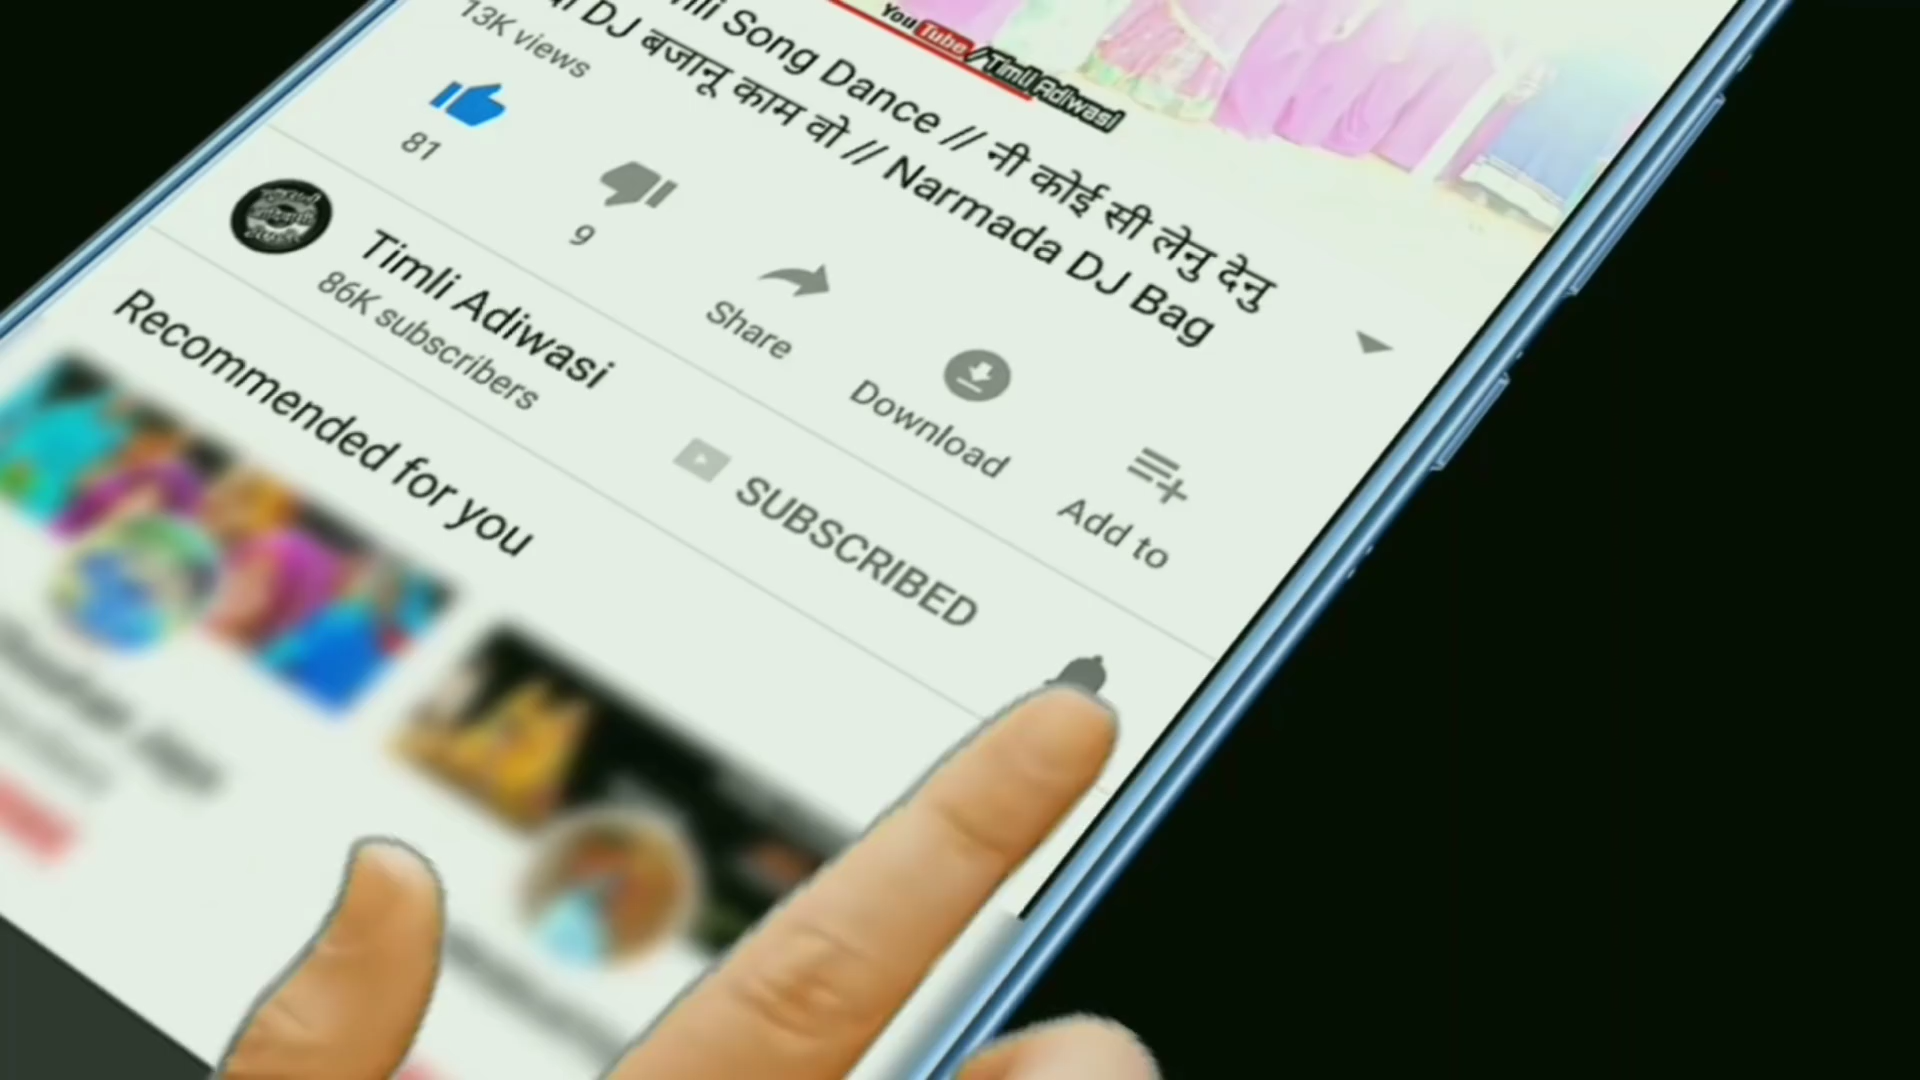 YouTube/Timli Adiwasi
Song Dance // नी कोई सी लेनु देनु
DJ बजानू काम वो // Narmada DJ Bag
13K views
81
9
Share
Download
Add to
Timli Adiwasi
86K subscribers
SUBSCRIBED
Recommended for you